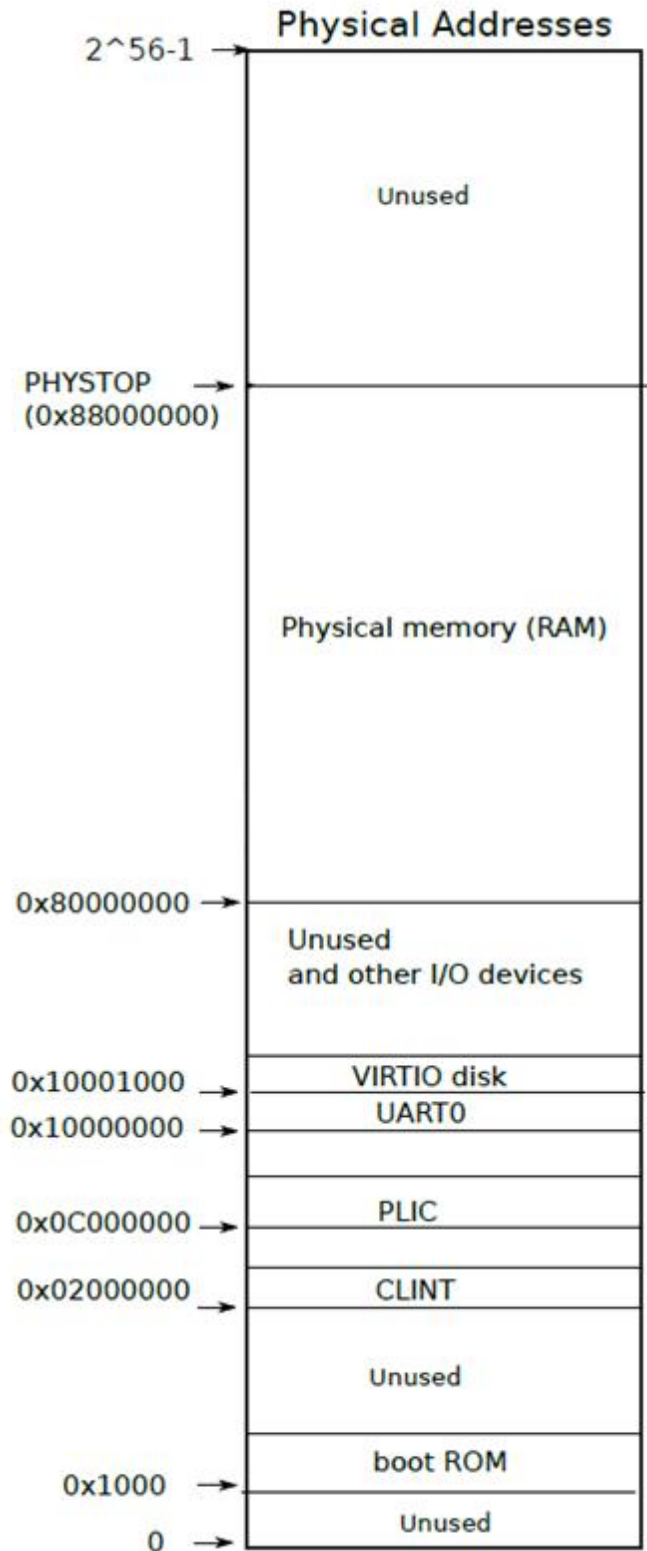 Physical Addresses
2^56-1
Unused
PHYSTOP
(0x88000000)
Physical memory (RAM)
0x80000000
Unused
and other I/O devices
VIRTIO disk
0x10001000
UART0
0x10000000
PLIC
0x0C000000
CLINT
0x02000000
Unused
boot ROM
0x1000
Unused
0